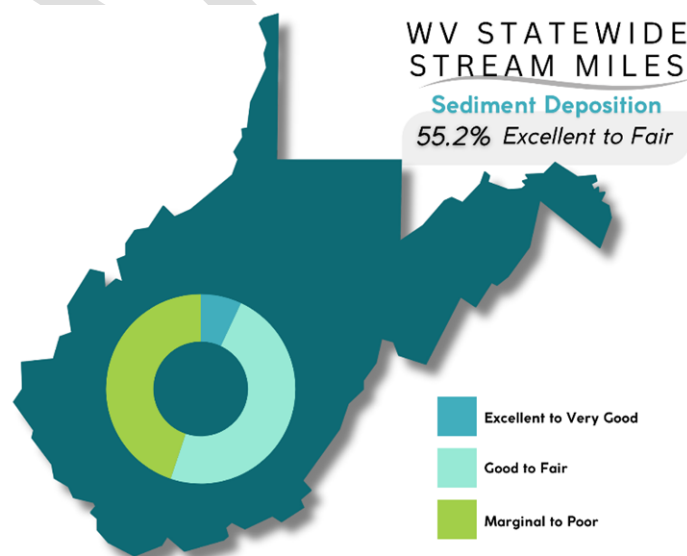 WV STATEWIDE
STREAM MILES
Sediment Deposition
55.2% Excellent to Fair
Excellent to Very Good
Good to Fair
Marginal to Poor